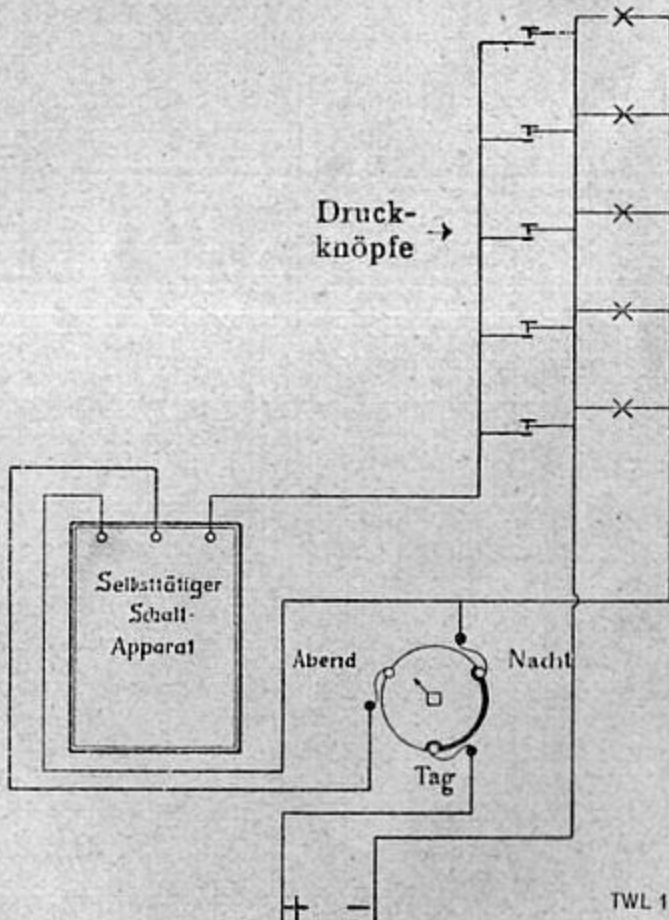 Druck-
knöpfe
Selbsttätiger
Schalt-
Apparat
Abend
Nacht
Tag
+ −
TWL 1